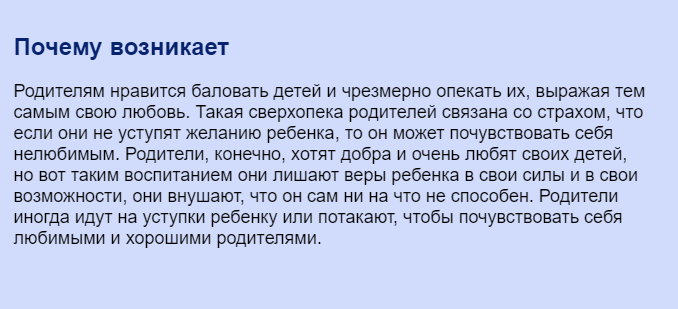 Почему возникает
Родителям нравится баловать детей и чрезмерно опекать их, выражая тем
самым свою любовь. Такая сверхопека родителей связана со страхом, что
если они не уступят желанию ребенка, то он может почувствовать себя
нелюбимым. Родители, конечно, хотят добра и очень любят своих детей,
но вот таким воспитанием они лишают веры ребенка в свои силы и в свои
возможности, они внушают, что он сам ни на что не способен. Родители
иногда идут на уступки ребенку или потакают, чтобы почувствовать себя
любимыми и хорошими родителями.